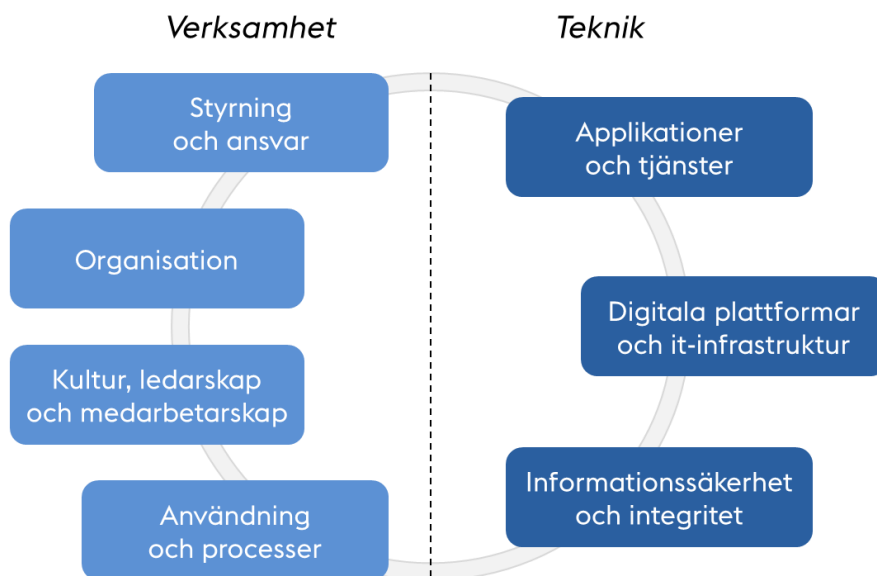 Verksamhet
Styrning
och ansvar
Organisation
Kultur, ledarskap
och medarbetarskap
Användning
och processer
Teknik
Applikationer
och tjänster
Digitala plattformar
och it-infrastruktur
Informationssäkerhet
och integritet